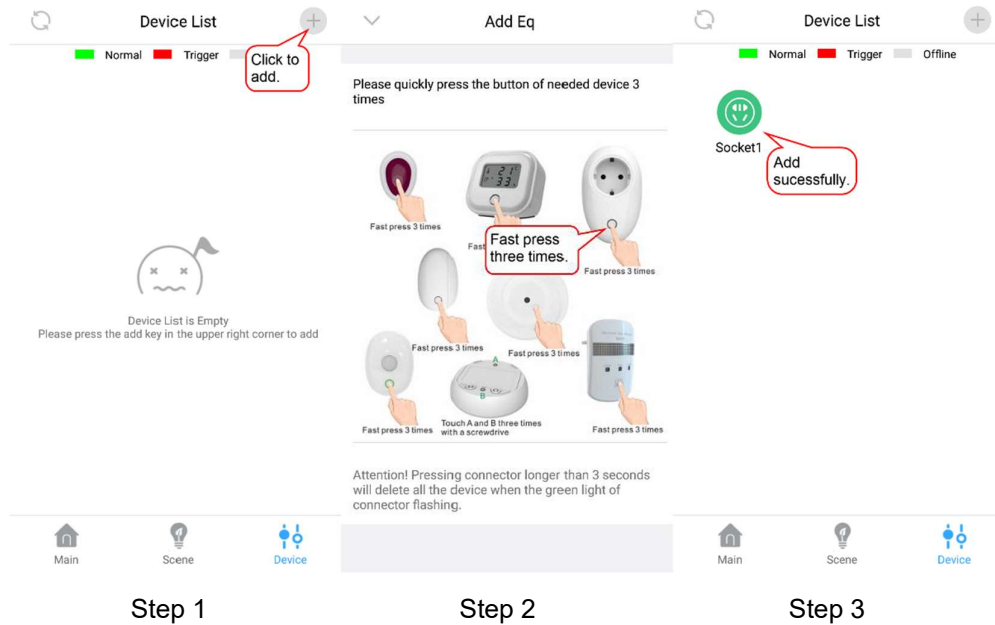 Device List
Normal Trigger
Click to
add.
Device List is Empty
Please press the add key in the upper right corner to add
Main Scene Device
Step 1
Add Eq
Please quickly press the button of needed device 3
times
Fast press 3 times
Fas
Fast press
three times.
Fast press 3 times
Fast press 3 times
Fast press 3 times
A
B
Fast press 3 times
Touch A and B three times
with a screwdrive
Fast press 3 times
Attention! Pressing connector longer than 3 seconds
will delete all the device when the green light of
connector flashing.
Step 2
Device List
Normal Trigger Offline
Socket1
Add
sucessfully.
Main Scene Device
Step 3